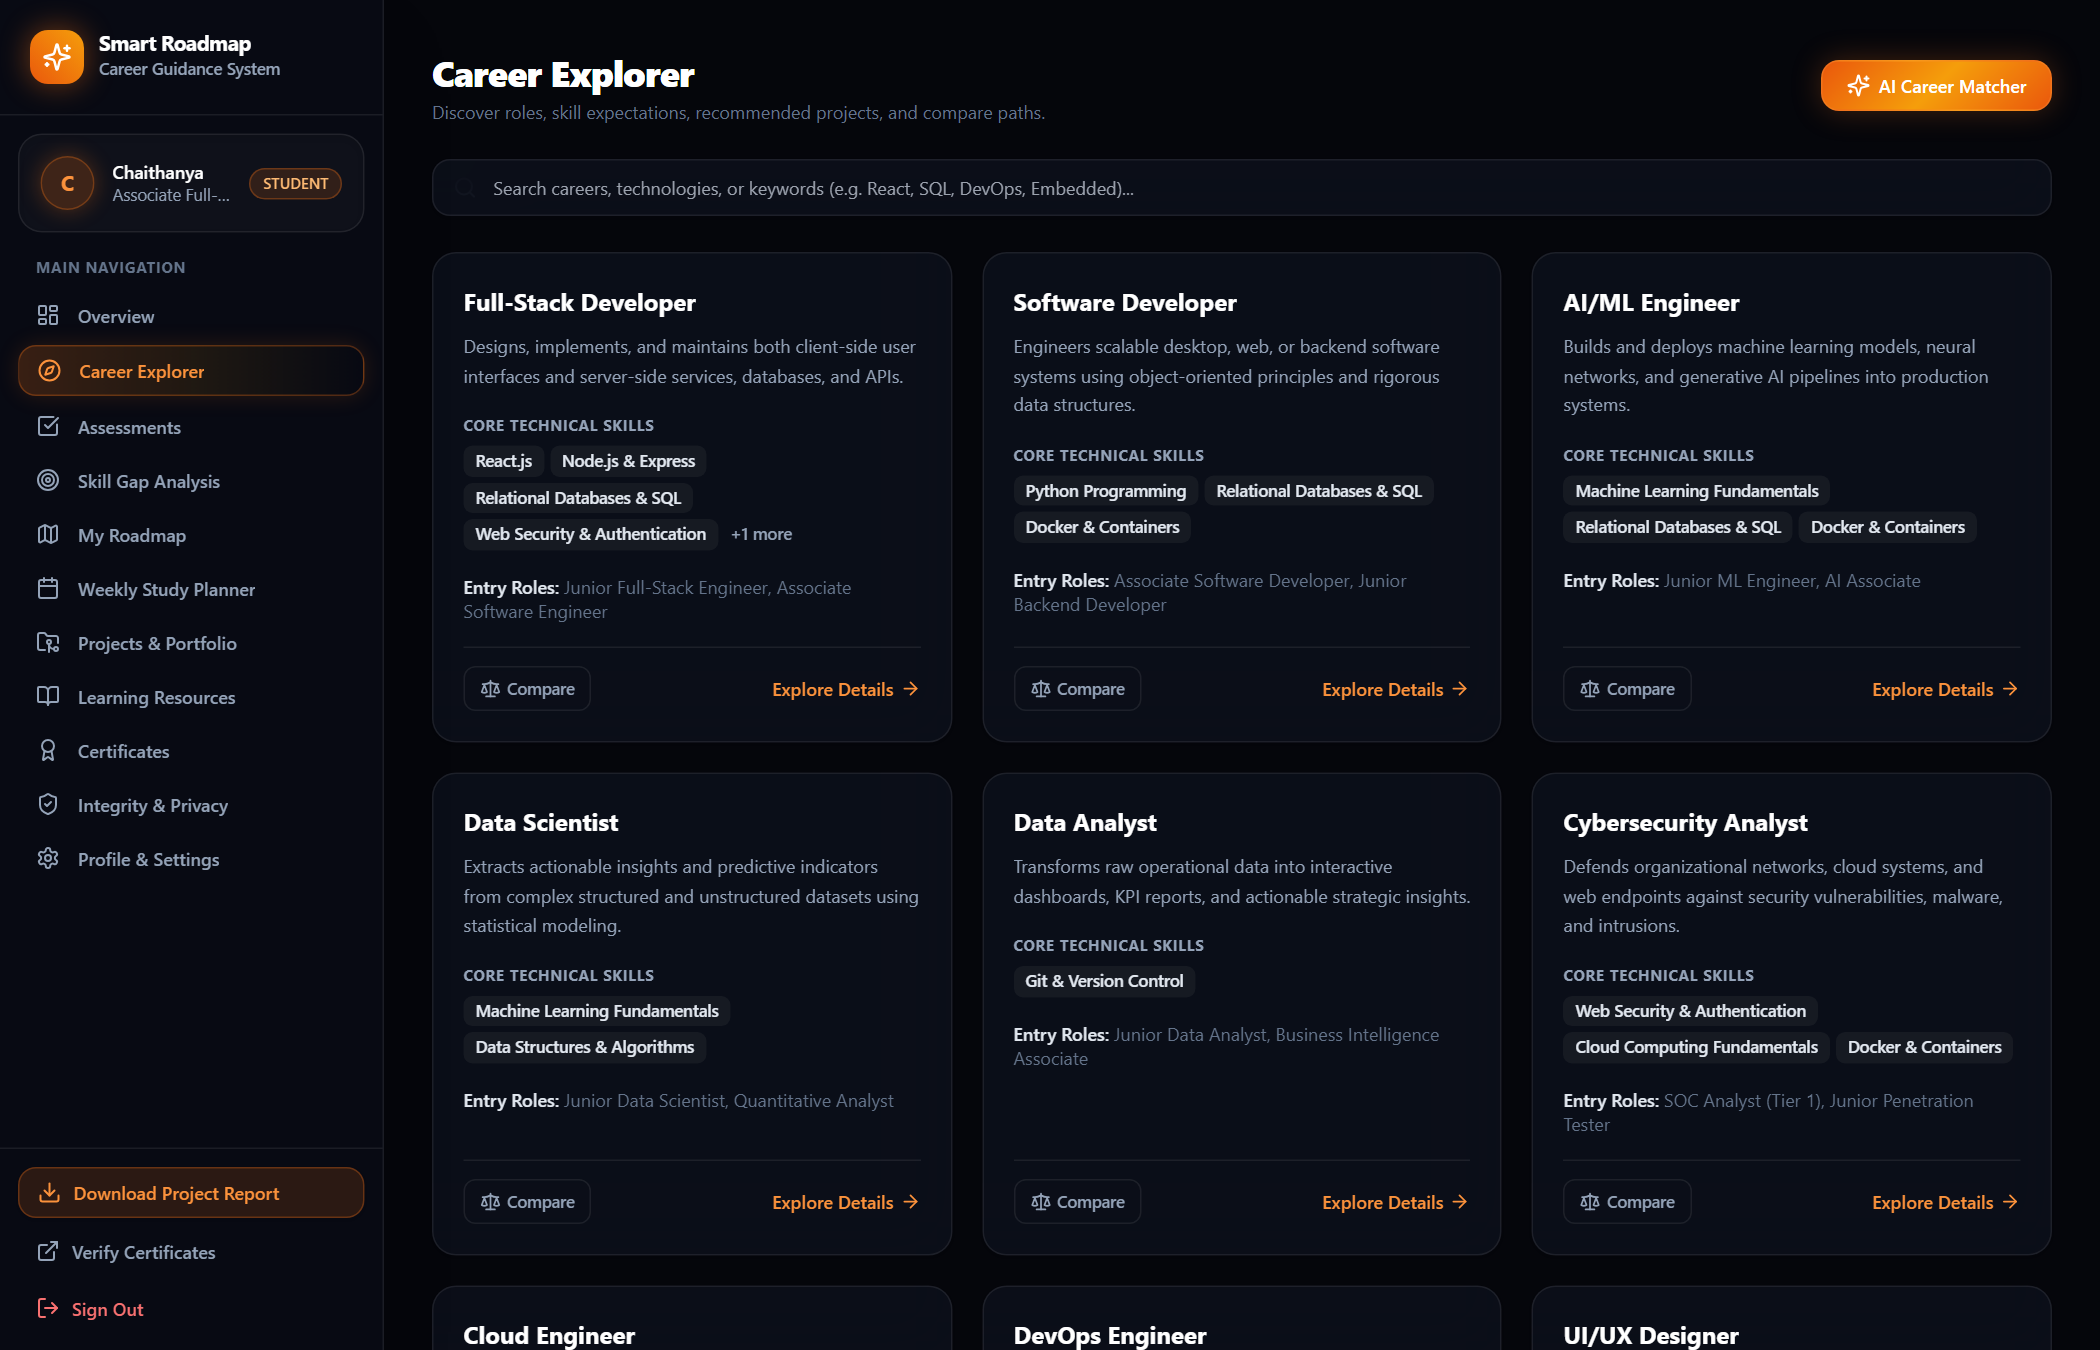 Smart Roadmap
Career Guidance System
C
Chaithanya
Associate Full-...
STUDENT
MAIN NAVIGATION
Overview
Career Explorer
Assessments
Skill Gap Analysis
My Roadmap
Weekly Study Planner
Projects & Portfolio
Learning Resources
Certificates
Integrity & Privacy
Profile & Settings
Download Project Report
Verify Certificates
Sign Out
Career Explorer
Discover roles, skill expectations, recommended projects, and compare paths.
AI Career Matcher
Search careers, technologies, or keywords (e.g. React, SQL, DevOps, Embedded)...
Full-Stack Developer
Designs, implements, and maintains both client-side user
interfaces and server-side services, databases, and APIs.
CORE TECHNICAL SKILLS
React.js Node.js & Express
Relational Databases & SQL
Web Security & Authentication +1 more
Entry Roles: Junior Full-Stack Engineer, Associate
Software Engineer
Compare Explore Details
Software Developer
Engineers scalable desktop, web, or backend software
systems using object-oriented principles and rigorous
data structures.
CORE TECHNICAL SKILLS
Python Programming Relational Databases & SQL
Docker & Containers
Entry Roles: Associate Software Developer, Junior
Backend Developer
Compare Explore Details
AI/ML Engineer
Builds and deploys machine learning models, neural
networks, and generative AI pipelines into production
systems.
CORE TECHNICAL SKILLS
Machine Learning Fundamentals
Relational Databases & SQL Docker & Containers
Entry Roles: Junior ML Engineer, AI Associate
Compare Explore Details
Data Scientist
Extracts actionable insights and predictive indicators
from complex structured and unstructured datasets using
statistical modeling.
CORE TECHNICAL SKILLS
Machine Learning Fundamentals
Data Structures & Algorithms
Entry Roles: Junior Data Scientist, Quantitative Analyst
Compare Explore Details
Data Analyst
Transforms raw operational data into interactive
dashboards, KPI reports, and actionable strategic insights.
CORE TECHNICAL SKILLS
Git & Version Control
Entry Roles: Junior Data Analyst, Business Intelligence
Associate
Compare Explore Details
Cybersecurity Analyst
Defends organizational networks, cloud systems, and
web endpoints against security vulnerabilities, malware,
and intrusions.
CORE TECHNICAL SKILLS
Web Security & Authentication
Cloud Computing Fundamentals Docker & Containers
Entry Roles: SOC Analyst (Tier 1), Junior Penetration
Tester
Compare Explore Details
Cloud Engineer
DevOps Engineer
UI/UX Designer